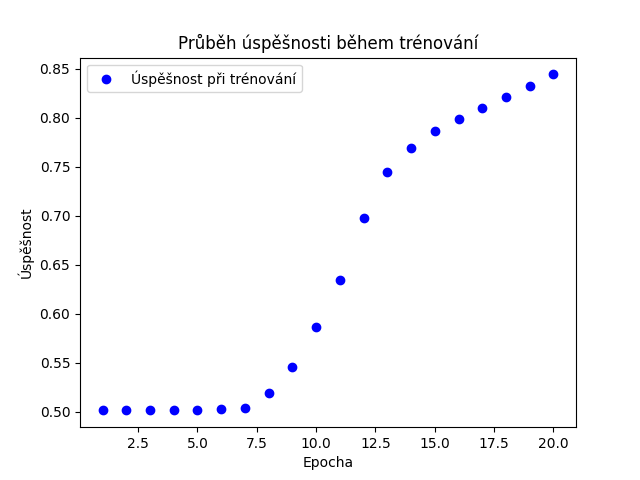 Průběh úspěšnosti během trénování
Úspěšnost při trénování
Úspěšnost
0.85
0.80
0.75
0.70
0.65
0.60
0.55
0.50
2.5 5.0 7.5 10.0 12.5 15.0 17.5 20.0
Epocha